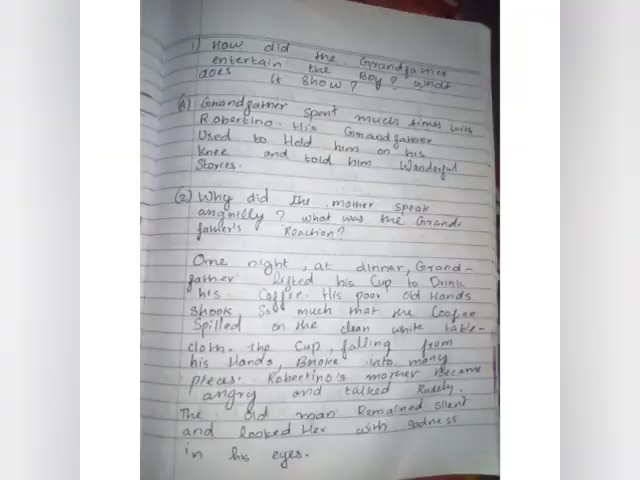 1) How did the Grandfather
entertain the Boy? What
does It Show?
A) Grandfather Spent much times with
Robertino. His Grandfather
Used to Hold him on his
Knee and told him Wonderful
Stories.
(2) Why did the mother Speak
angrilly? What was the Grand-
father's Reaction?
One night, at dinner, Grand-
father lifted his Cup to Drink
his Coffee. His poor old Hands
shook, So much that the Coofee
Spilled on the clean white table-
cloth. The Cup, falling from
his Hands, Broke into many
pieces. Robertino's mother Became
angry and talked Rudely.
The old man Remained silent
and looked Her with sadness
in his eyes.